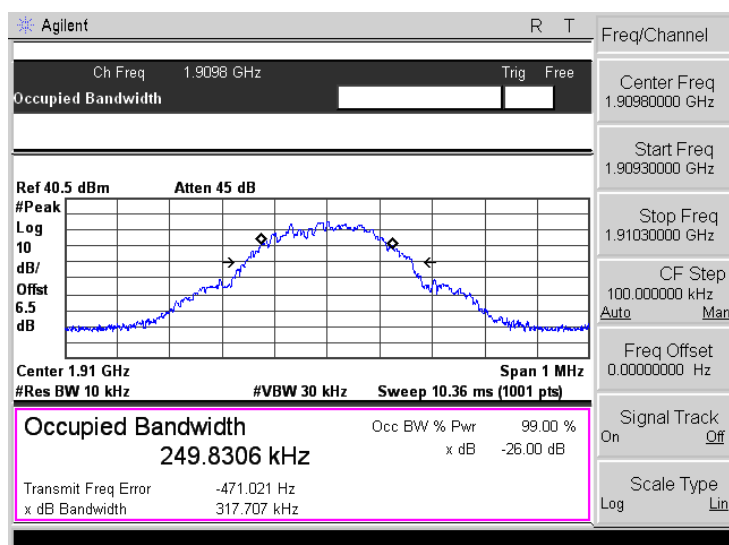 Agilent R T
Ch Freq 1.9098 GHz Trig Free
Occupied Bandwidth
Ref 40.5 dBm Atten 45 dB
#Peak
Log
10
dB/
Offst
6.5
dB
Center 1.91 GHz Span 1 MHz
#Res BW 10 kHz #VBW 30 kHz Sweep 10.36 ms (1001 pts)
Occupied Bandwidth Occ BW % Pwr 99.00 %
249.8306 kHz x dB -26.00 dB
Transmit Freq Error -471.021 Hz
x dB Bandwidth 317.707 kHz
Freq/Channel
Center Freq
1.90980000 GHz
Start Freq
1.90930000 GHz
Stop Freq
1.91030000 GHz
CF Step
100.000000 kHz
Auto Man
Freq Offset
0.00000000 Hz
Signal Track
On Off
Scale Type
Log Lin